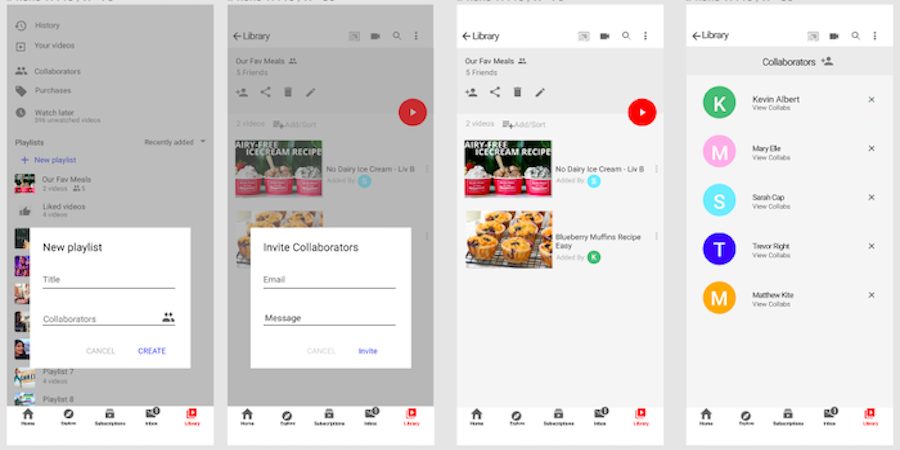 History
Your videos
Collaborators
Purchases
Watch later
596 unwatched videos
Playlists
Recently added
New playlist
Our Fav Meals
2 videos 5
Liked videos
4 videos
New playlist
Title
Collaborators
CANCEL CREATE
Playlist 7
4 videos
Playlist 8
Home Explore Subscriptions Inbox Library
Library
Our Fav Meals
5 Friends
2 videos Add/Sort
AIRY-FREE
ICECREAM RECIPE
No Dairy Ice Cream - Liv B
Added By S
Invite Collaborators
Email
Message
CANCEL Invite
Home Explore Subscriptions Inbox Library
Library
Our Fav Meals
5 Friends
2 videos Add/Sort
AIRY-FREE
ICECREAM RECIPE
No Dairy Ice Cream - Liv B
Added By S
Blueberry Muffins Recipe
Easy
Added By K
Home Explore Subscriptions Inbox Library
Library
Collaborators
K
Kevin Albert
View Collabs
M
Mary Elle
View Collabs
S
Sarah Cap
View Collabs
T
Trevor Right
View Collabs
M
Matthew Kite
View Collabs
Home Explore Subscriptions Inbox Library